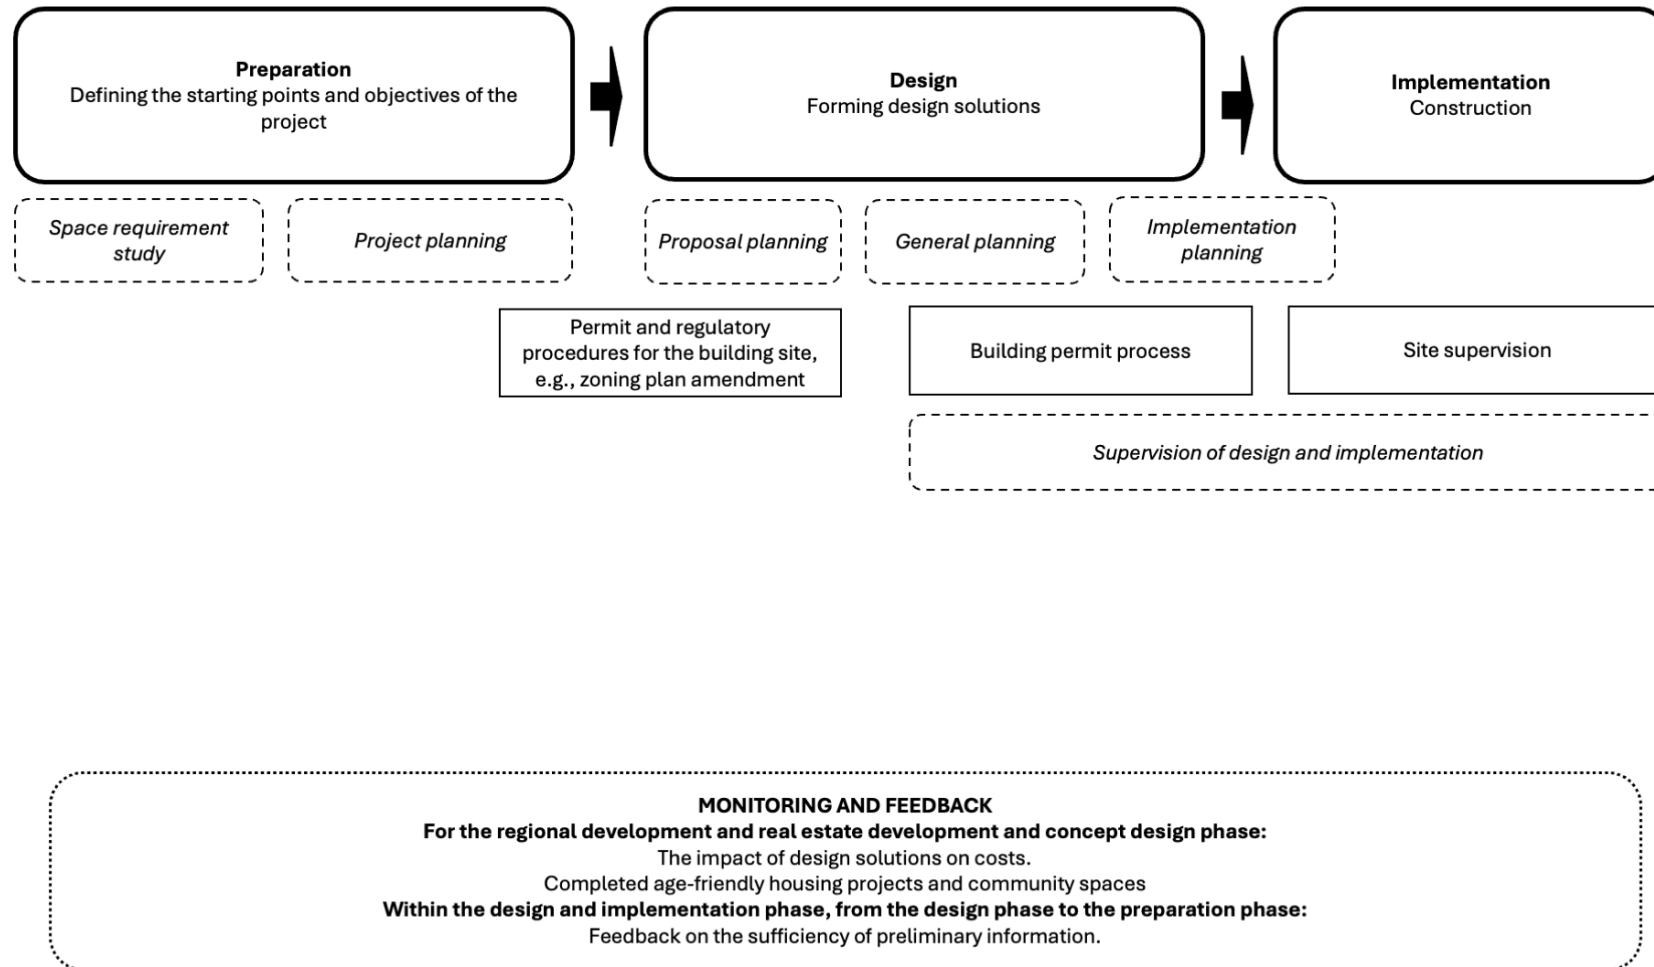 Preparation
Defining the starting points and objectives of the
project
Design
Forming design solutions
Implementation
Construction
Space requirement
study
Project planning
Proposal planning
General planning
Implementation
planning
Permit and regulatory
procedures for the building site,
e.g., zoning plan amendment
Building permit process
Site supervision
Supervision of design and implementation
MONITORING AND FEEDBACK
For the regional development and real estate development and concept design phase:
The impact of design solutions on costs.
Completed age-friendly housing projects and community spaces
Within the design and implementation phase, from the design phase to the preparation phase:
Feedback on the sufficiency of preliminary information.